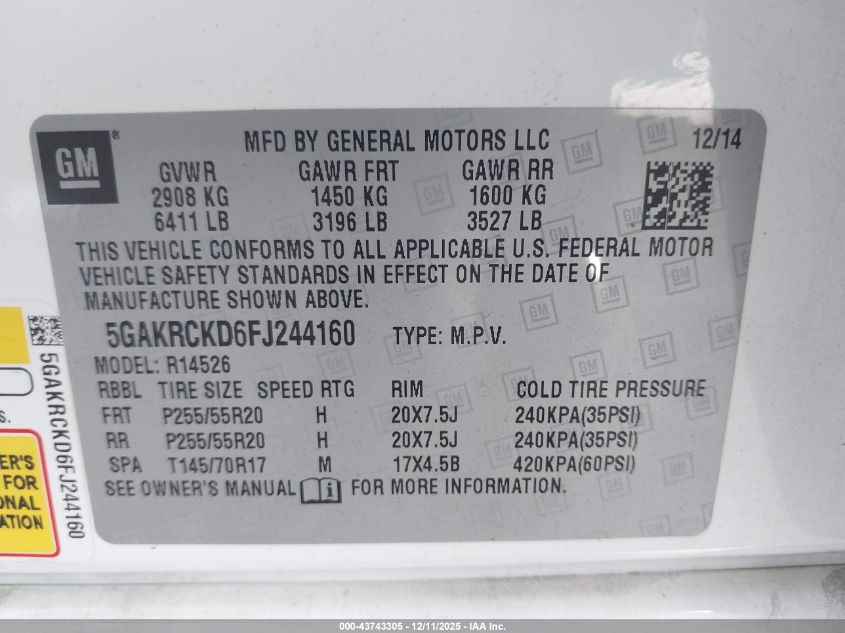 GM ®
MFD BY GENERAL MOTORS LLC 12/14
GVWR GAWR FRT GAWR RR
2908 KG 1450 KG 1600 KG
6411 LB 3196 LB 3527 LB
THIS VEHICLE CONFORMS TO ALL APPLICABLE U.S. FEDERAL MOTOR
VEHICLE SAFETY STANDARDS IN EFFECT ON THE DATE OF
MANUFACTURE SHOWN ABOVE.
5GAKRCKD6FJ244160 TYPE: M.P.V.
MODEL: R14526
RBBL TIRE SIZE SPEED RTG RIM COLD TIRE PRESSURE
FRT P255/55R20 H 20X7.5J 240KPA(35PSI)
RR P255/55R20 H 20X7.5J 240KPA(35PSI)
SPA T145/70R17 M 17X4.5B 420KPA(60PSI)
SEE OWNER'S MANUAL i FOR MORE INFORMATION.
5GAKRCKD6FJ244160
S.
ER'S
FOR
ONAL
ATION
000-43743305 - 12/11/2025 - IAA Inc.